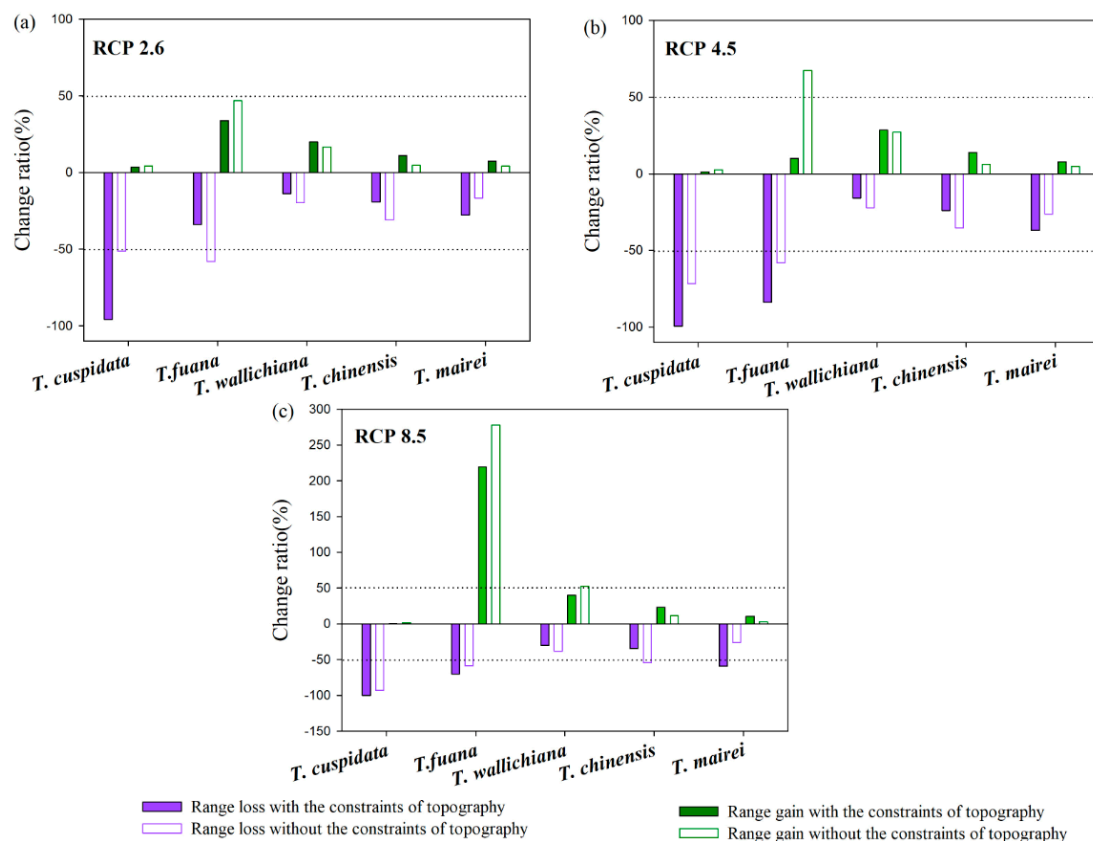 (a)
RCP 2.6
Change ratio(%)
100
50
0
-50
-100
T. cuspidata
T.fuana
T. wallichiana
T. chinensis
T. mairei
(b)
RCP 4.5
Change ratio(%)
100
50
0
-50
-100
T. cuspidata
T.fuana
T. wallichiana
T. chinensis
T. mairei
(c)
RCP 8.5
Change ratio(%)
300
250
200
150
100
50
0
-50
-100
-150
T. cuspidata
T.fuana
T. wallichiana
T. chinensis
T. mairei
Range loss with the constraints of topography
Range loss without the constraints of topography
Range gain with the constraints of topography
Range gain without the constraints of topography